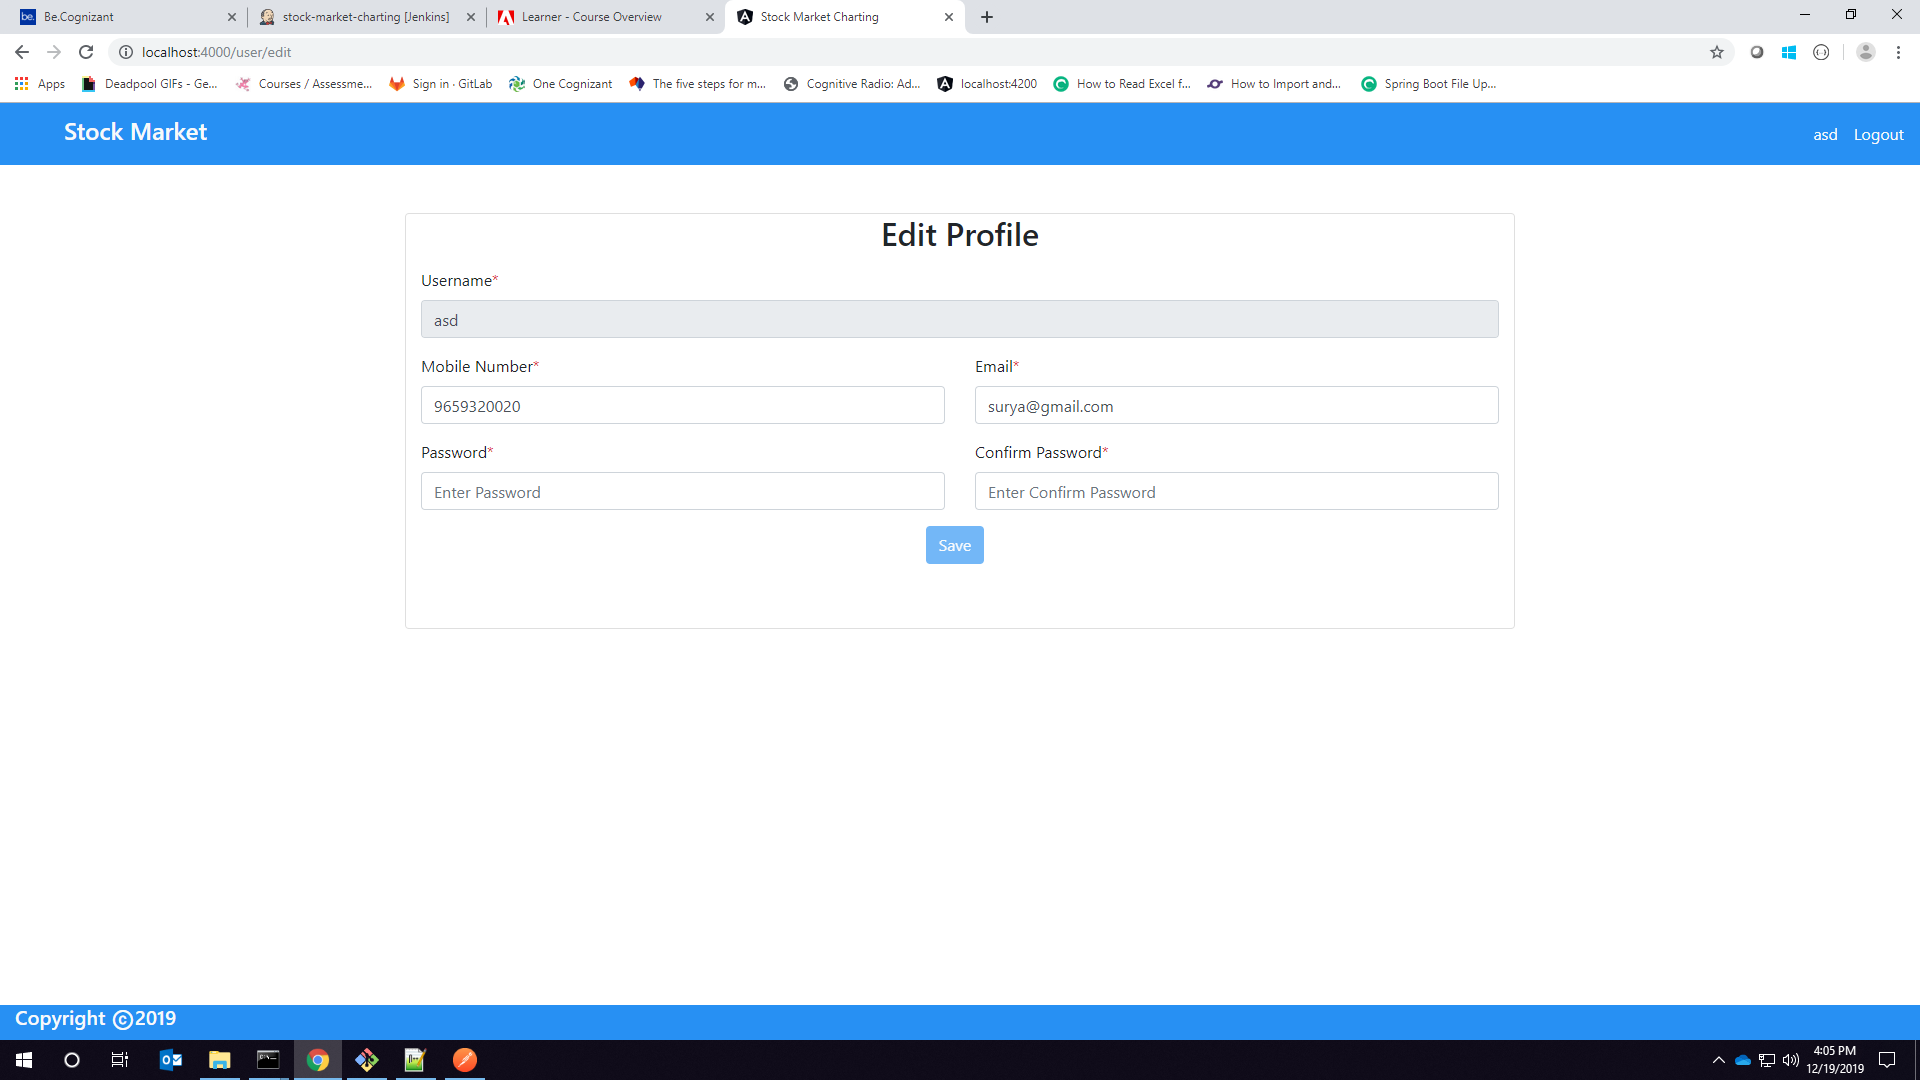 be. Be.Cognizant
stock-market-charting [Jenkins]
Learner - Course Overview
Stock Market Charting
localhost:4000/user/edit
Apps
Deadpool GIFs - Ge...
Courses / Assessme...
Sign in · GitLab
One Cognizant
The five steps for m...
Cognitive Radio: Ad...
localhost:4200
How to Read Excel f...
How to Import and...
Spring Boot File Up...
Stock Market
asd
Logout
Edit Profile
Username*
asd
Mobile Number*
Email*
9659320020
surya@gmail.com
Password*
Confirm Password*
Enter Password
Enter Confirm Password
Save
Copyright ©2019
4:05 PM
12/19/2019